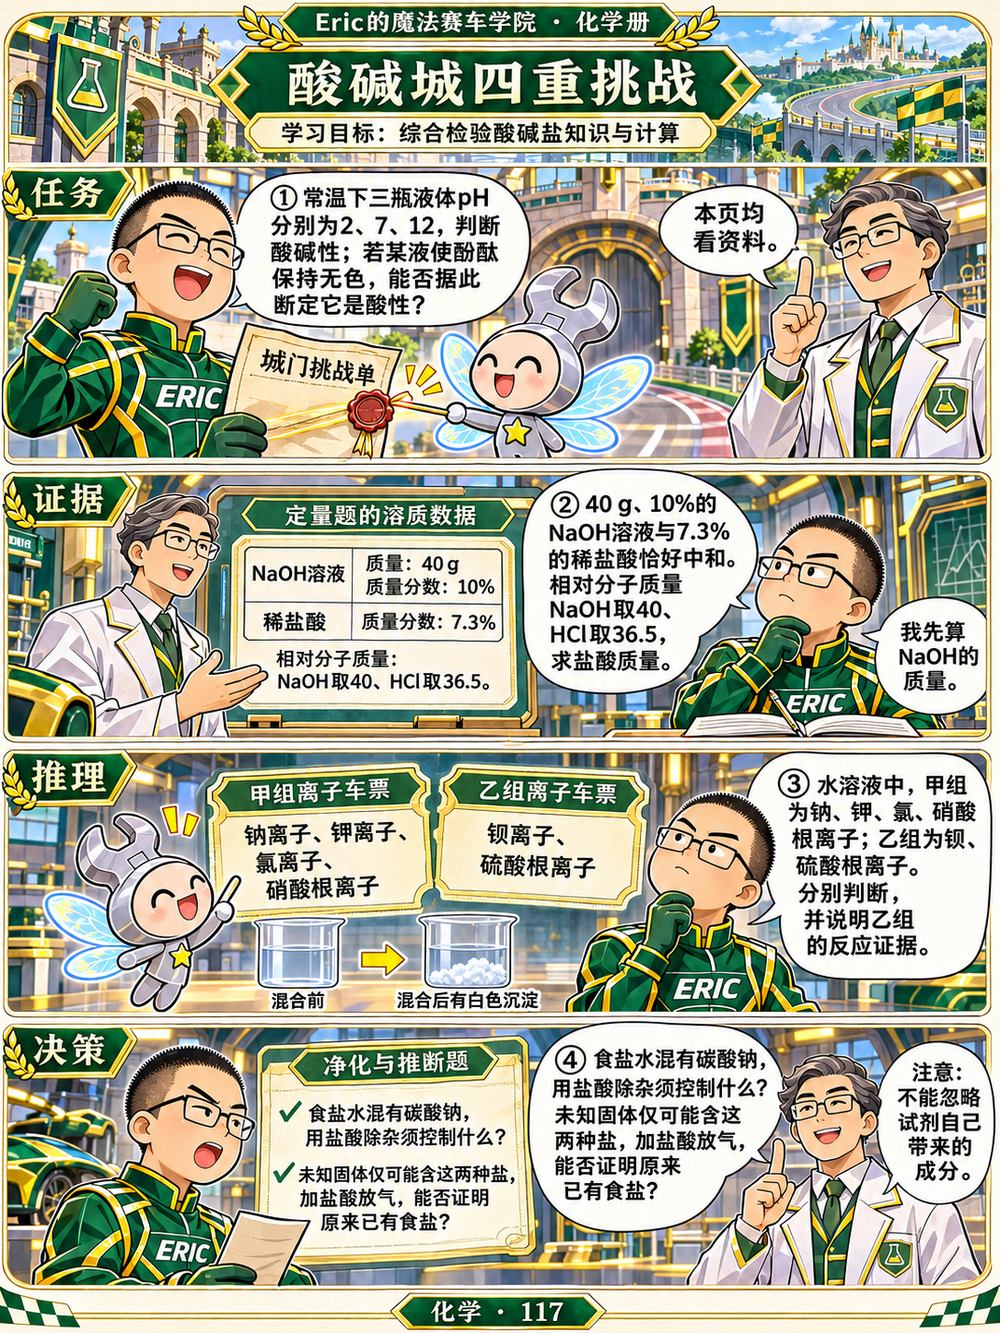 Eric的魔法赛车学院 · 化学册
酸碱城四重挑战
学习目标：综合检验酸碱盐知识与计算
任务
① 常温下三瓶液体pH
分别为2、7、12，判断
酸碱性；若某液使酚酞
保持无色，能否据此
断定它是酸性？
本页均
看资料。
城门挑战单
ERIC
证据
定量题的溶质数据
NaOH溶液
质量：40 g
质量分数：10%
稀盐酸
质量分数：7.3%
相对分子质量：
NaOH取40、HCl取36.5。
② 40 g、10%的
NaOH溶液与7.3%
的稀盐酸恰好中和。
相对分子质量
NaOH取40、
HCl取36.5，
求盐酸质量。
我先算
NaOH的
质量。
ERIC
推理
甲组离子车票
钠离子、钾离子、
氯离子、
硝酸根离子
乙组离子车票
钡离子、
硫酸根离子
混合前
混合后有白色沉淀
③ 水溶液中，甲组
为钠、钾、氯、硝酸
根离子；乙组为钡、
硫酸根离子。
分别判断，
并说明乙组
的反应证据。
ERIC
决策
净化与推断题
✓ 食盐水混有碳酸钠，
用盐酸除杂须控制什么？
✓ 未知固体仅可能含这两种盐，
加盐酸放气，能否证明
原来已有食盐？
④ 食盐水混有碳酸钠，
用盐酸除杂须控制什么？
未知固体仅可能含这
两种盐，加盐酸放气，
能否证明原来
已有食盐？
注意：
不能忽略
试剂自己
带来的
成分。
ERIC
化学 · 117